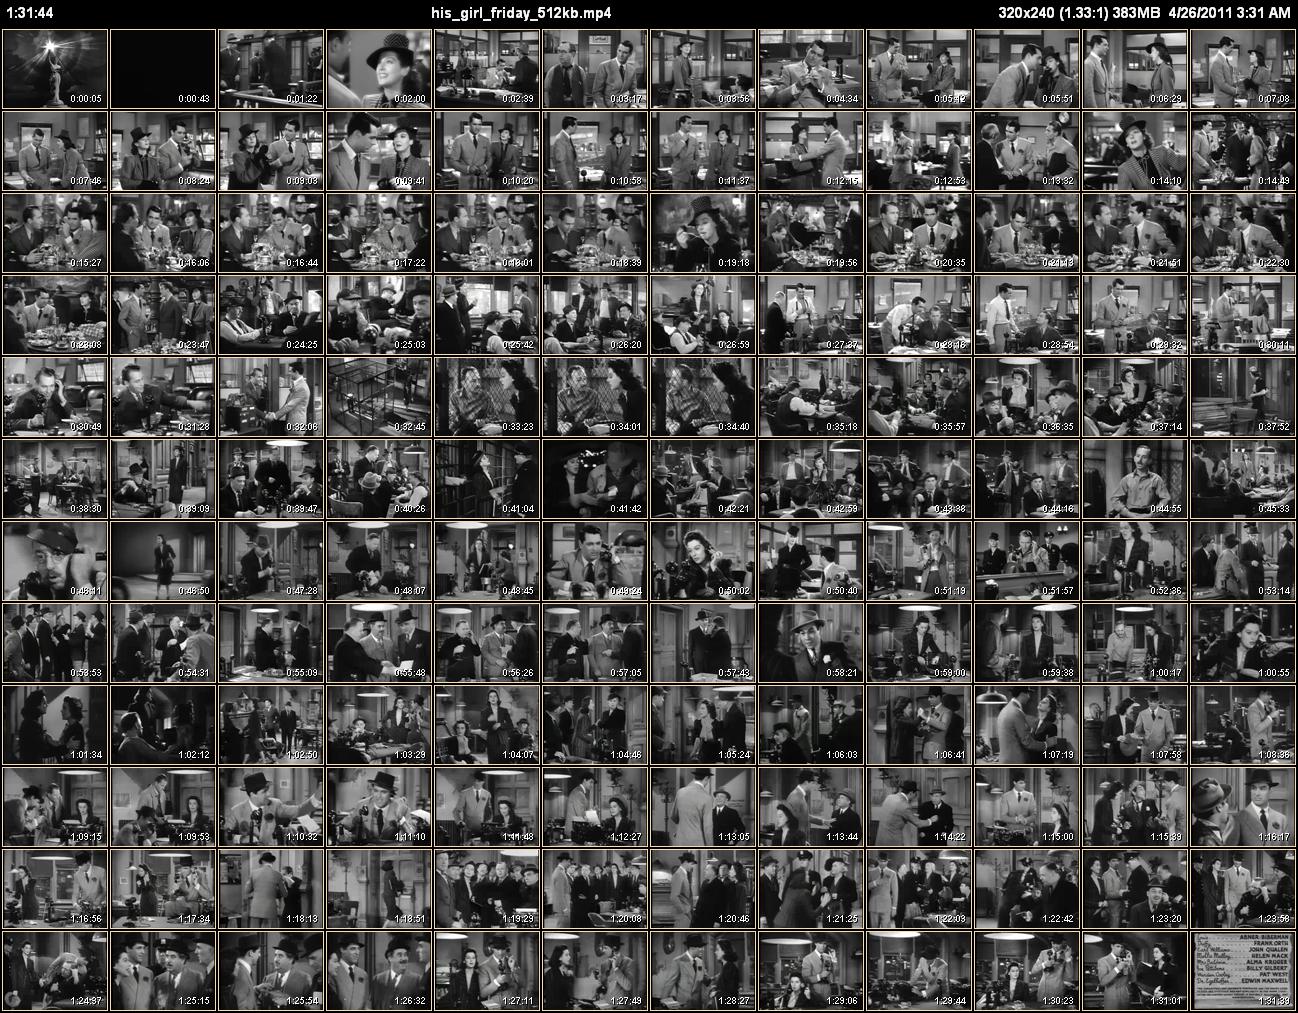 1:31:44 his_girl_friday_512kb.mp4 320x240 (1.33:1) 383MB 4/26/2011 3:31 AM
0:00:05 0:00:43 0:01:22 0:02:00 0:02:39 0:03:17 0:03:56 0:04:34 0:05:12 0:05:51 0:06:29 0:07:08
0:07:46 0:08:24 0:09:03 0:09:41 0:10:20 0:10:58 0:11:37 0:12:15 0:12:53 0:13:32 0:14:10 0:14:49
0:15:27 0:16:06 0:16:44 0:17:22 0:18:01 0:18:39 0:19:18 0:19:56 0:20:35 0:21:13 0:21:51 0:22:30
0:23:08 0:23:47 0:24:25 0:25:03 0:25:42 0:26:20 0:26:59 0:27:37 0:28:16 0:28:54 0:29:32 0:30:11
0:30:49 0:31:28 0:32:06 0:32:45 0:33:23 0:34:01 0:34:40 0:35:18 0:35:57 0:36:35 0:37:14 0:37:52
0:38:30 0:39:09 0:39:47 0:40:26 0:41:04 0:41:42 0:42:21 0:42:59 0:43:38 0:44:16 0:44:55 0:45:33
0:46:11 0:46:50 0:47:28 0:48:07 0:48:45 0:49:24 0:50:02 0:50:40 0:51:19 0:51:57 0:52:36 0:53:14
0:53:53 0:54:31 0:55:09 0:55:48 0:56:26 0:57:05 0:57:43 0:58:21 0:59:00 0:59:38 1:00:17 1:00:55
1:01:34 1:02:12 1:02:50 1:03:29 1:04:07 1:04:46 1:05:24 1:06:03 1:06:41 1:07:19 1:07:58 1:08:36
1:09:15 1:09:53 1:10:32 1:11:10 1:11:48 1:12:27 1:13:05 1:13:44 1:14:22 1:15:00 1:15:39 1:16:17
1:16:56 1:17:34 1:18:13 1:18:51 1:19:29 1:20:08 1:20:46 1:21:25 1:22:03 1:22:42 1:23:20 1:23:58
ABNER BIBERMAN
FRANK ORTH
JOHN QUALEN
HELEN MACK
ALMA KRUGER
BILLY GILBERT
PAT WEST
EDWIN MAXWELL
1:24:37 1:25:15 1:25:54 1:26:32 1:27:11 1:27:49 1:28:27 1:29:06 1:29:44 1:30:23 1:31:01 1:31:39